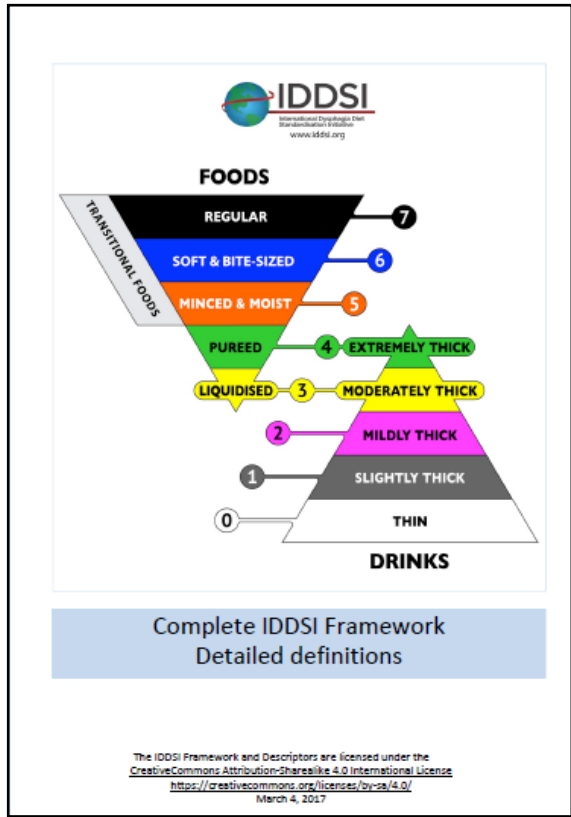 IDDSI
International Dysphagia Diet
Standardisation Initiative
www.iddsi.org
FOODS
TRANSITIONAL FOODS
REGULAR
7
SOFT & BITE-SIZED
6
MINCED & MOIST
5
PUREED
4
EXTREMELY THICK
LIQUIDISED
3
MODERATELY THICK
2
MILDLY THICK
1
SLIGHTLY THICK
0
THIN
DRINKS
Complete IDDSI Framework
Detailed definitions
The IDDSI Framework and Descriptors are licensed under the
CreativeCommons Attribution-Sharealike 4.0 International License
https://creativecommons.org/licenses/by-sa/4.0/
March 4, 2017